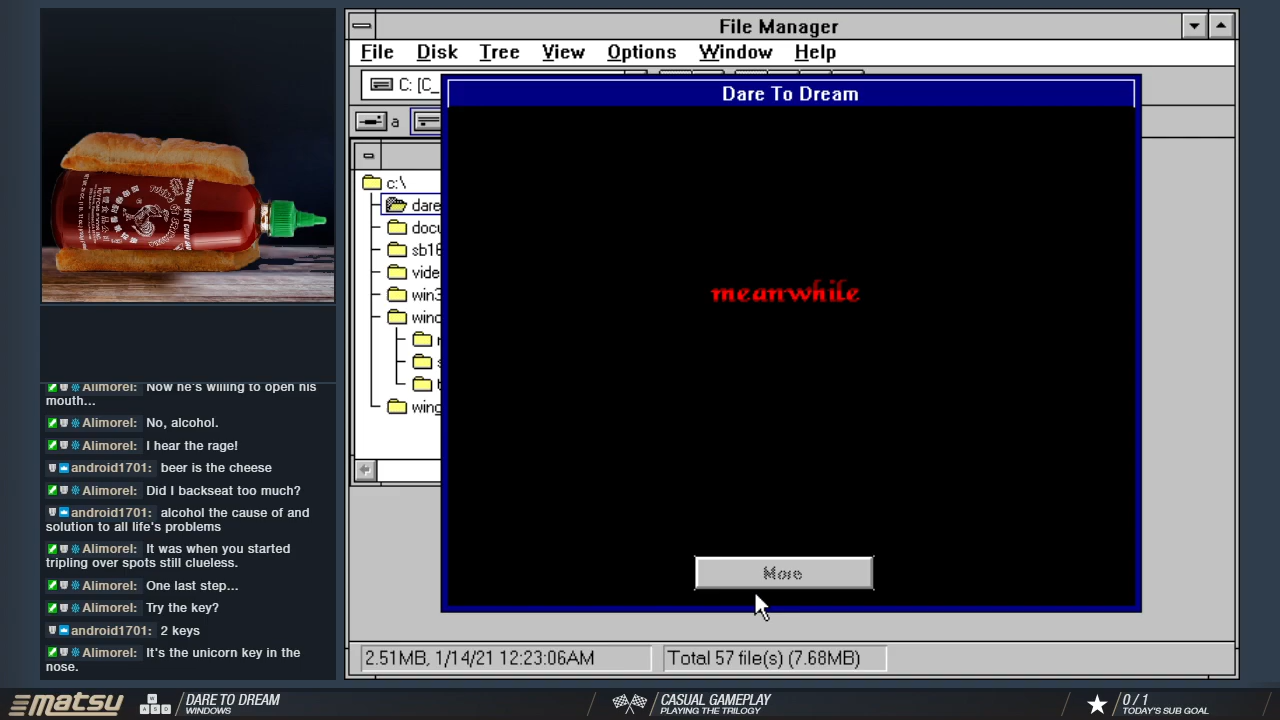 File Manager
File Disk Tree View Options Window Help
C: [C_
a
Dare To Dream
c:\
dare
docu
sb16
vide
win3
wind
wing
meanwhile
More
2.51MB, 1/14/21 12:23:06AM
Total 57 file(s) (7.68MB)
SRIRACHA HOT CHILI
Alimorel: Now he's willing to open his
mouth...
Alimorel: No, alcohol.
Alimorel: I hear the rage!
android1701: beer is the cheese
Alimorel: Did I backseat too much?
android1701: alcohol the cause of and
solution to all life's problems
Alimorel: It was when you started
tripling over spots still clueless.
Alimorel: One last step...
Alimorel: Try the key?
android1701: 2 keys
Alimorel: It's the unicorn key in the
nose.
MATSU
W
A S D
DARE TO DREAM
WINDOWS
CASUAL GAMEPLAY
PLAYING THE TRILOGY
0 / 1
TODAY'S SUB GOAL